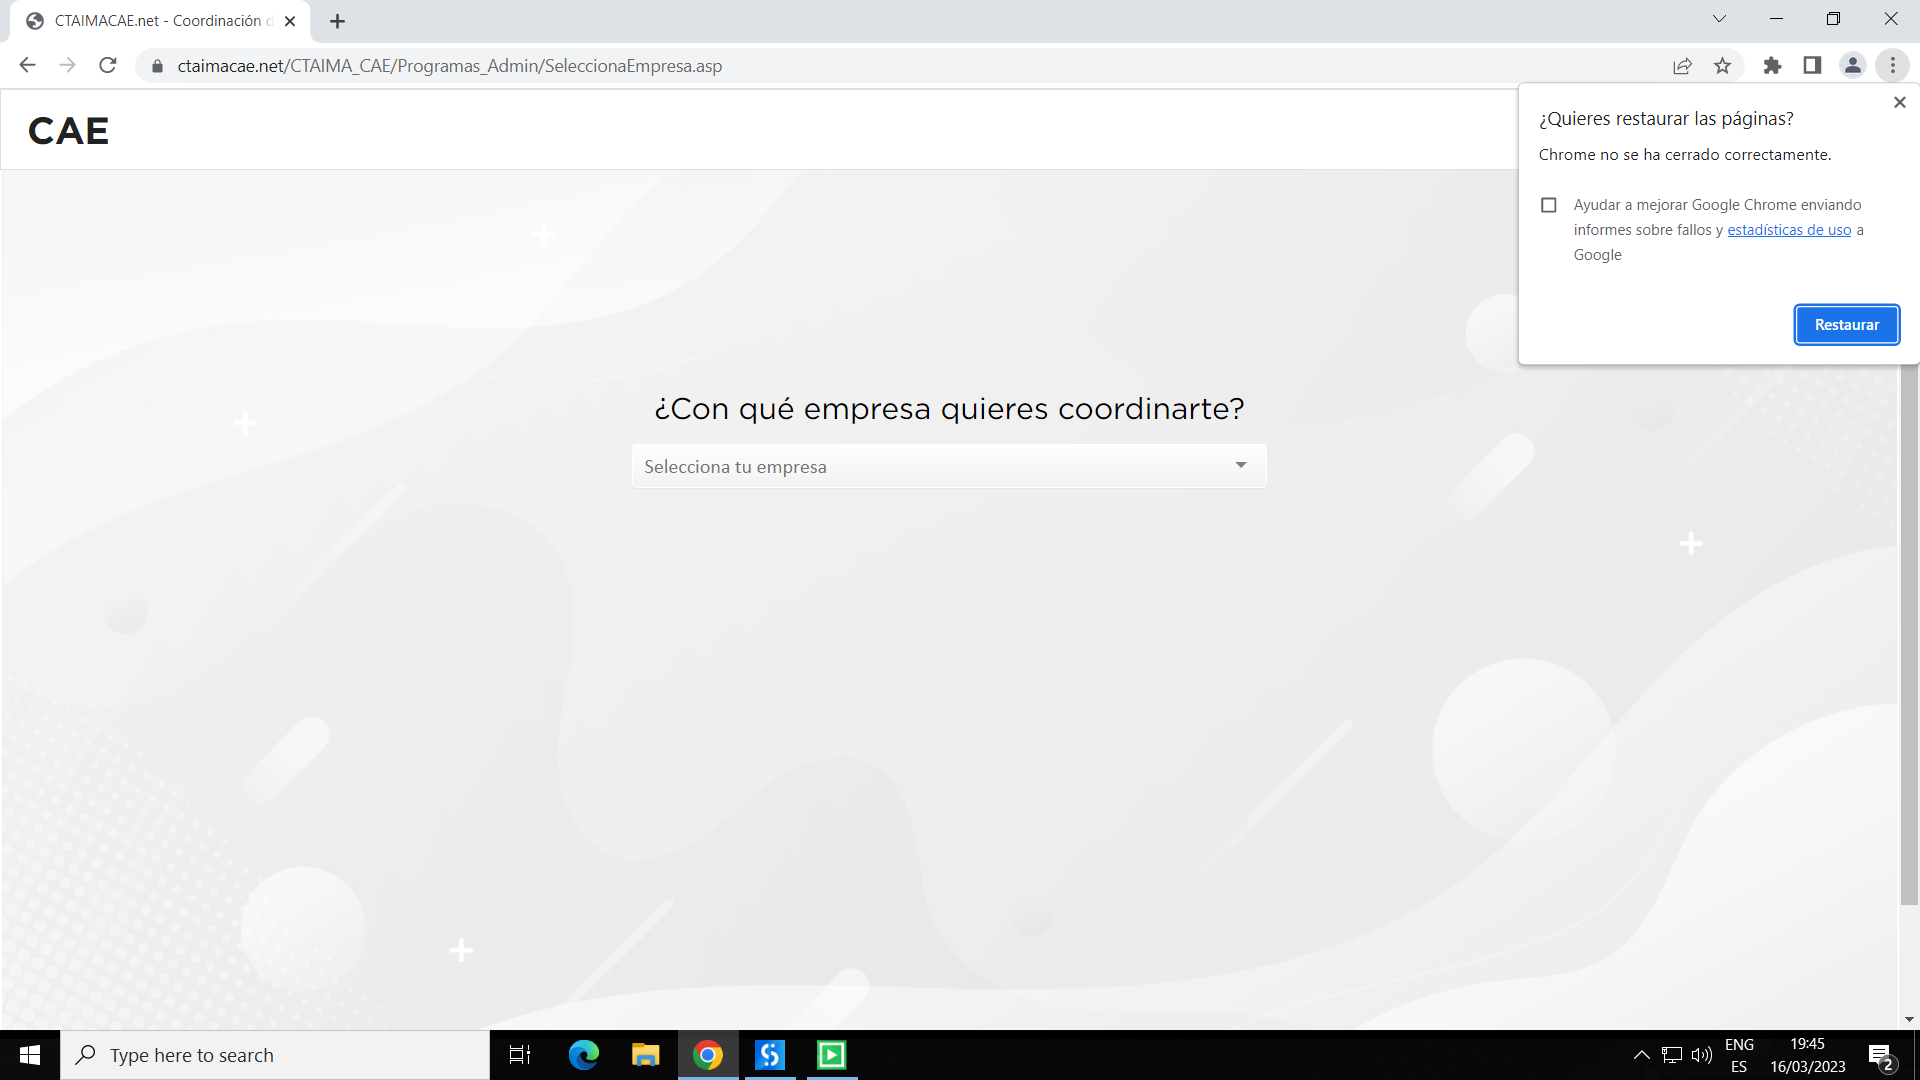 CTAIMACAE.net - Coordinación d
ctaimacae.net/CTAIMA_CAE/Programas_Admin/SeleccionaEmpresa.asp
CAE
¿Quieres restaurar las páginas?
Chrome no se ha cerrado correctamente.
Ayudar a mejorar Google Chrome enviando
informes sobre fallos y estadísticas de uso a
Google
Restaurar
¿Con qué empresa quieres coordinarte?
Selecciona tu empresa
Type here to search
ENG
ES
19:45
16/03/2023
2